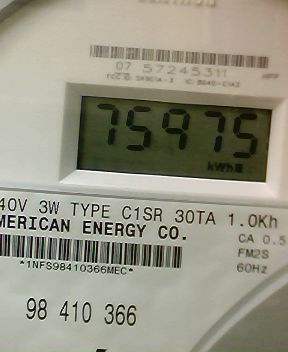 07 57245311
75975
kWh
40V 3W TYPE C1SR 30TA 1.0Kh
MERICAN ENERGY CO.
CA 0.5
FM2S
60Hz
*1NFS98410366MEC*
98 410 366